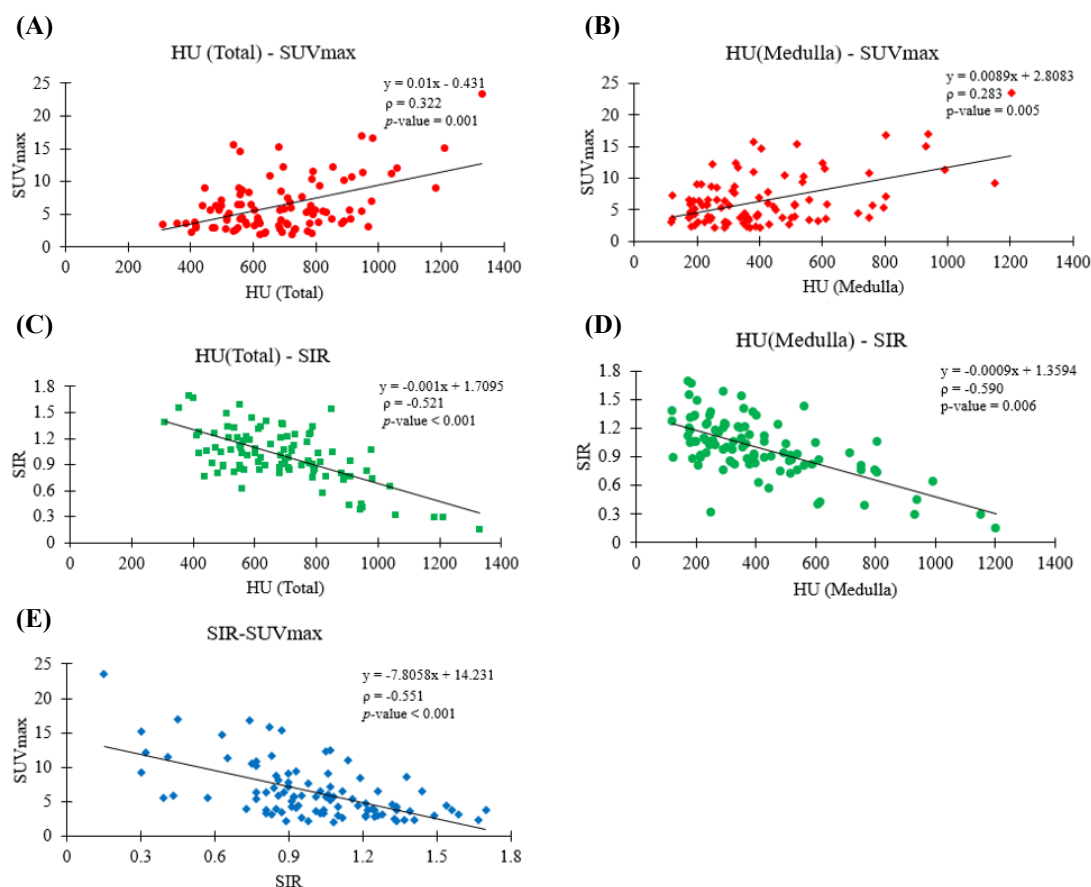 (A)
HU (Total) - SUVmax
y = 0.01x - 0.431
ρ = 0.322
p-value = 0.001
25
20
15
10
5
0
SUVmax
0 200 400 600 800 1000 1200 1400
HU (Total)
(B)
HU(Medulla) - SUVmax
y = 0.0089x + 2.8083
ρ = 0.283
p-value = 0.005
25
20
15
10
5
0
SUVmax
0 200 400 600 800 1000 1200 1400
HU (Medulla)
(C)
HU(Total) - SIR
y = -0.001x + 1.7095
ρ = -0.521
p-value < 0.001
1.8
1.5
1.2
0.9
0.6
0.3
0
SIR
0 200 400 600 800 1000 1200 1400
HU (Total)
(D)
HU(Medulla) - SIR
y = -0.0009x + 1.3594
ρ = -0.590
p-value = 0.006
1.8
1.5
1.2
0.9
0.6
0.3
0
SIR
0 200 400 600 800 1000 1200 1400
HU (Medulla)
(E)
SIR-SUVmax
y = -7.8058x + 14.231
ρ = -0.551
p-value < 0.001
25
20
15
10
5
0
SUVmax
0 0.3 0.6 0.9 1.2 1.5 1.8
SIR